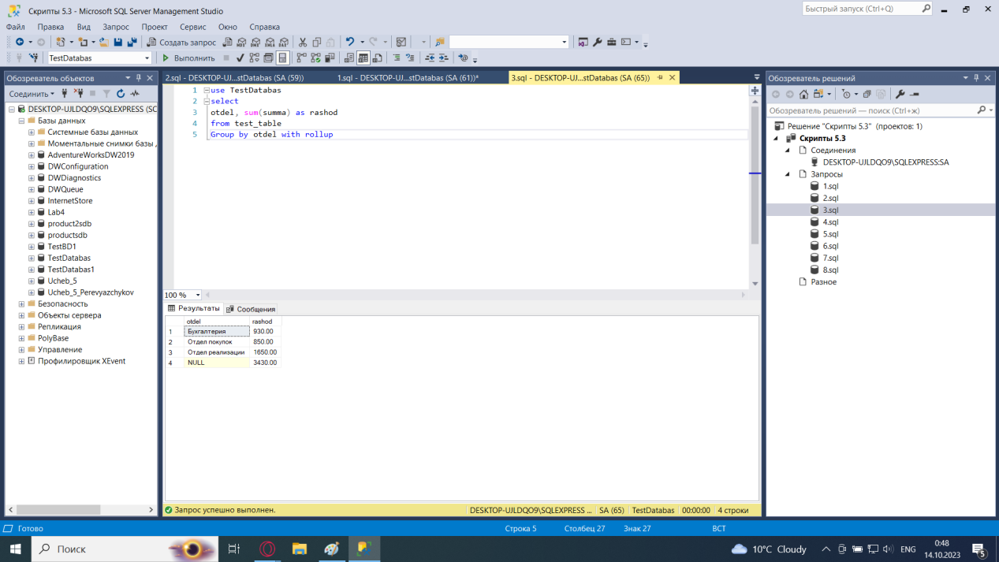 Скрипты 5.3 - Microsoft SQL Server Management Studio
Быстрый запуск (Ctrl+Q)
Файл Правка Вид Запрос Проект Сервис Окно Справка
Создать запрос
TestDatabas Выполнить
Обозреватель объектов
Соединить
DESKTOP-UJLDQO9\SQLEXPRESS (SC
Базы данных
Системные базы данных
Моментальные снимки базы
AdventureWorksDW2019
DWConfiguration
DWDiagnostics
DWQueue
InternetStore
Lab4
product2sdb
productsdb
TestBD1
TestDatabas
TestDatabas1
Ucheb_5
Ucheb_5_Perevyazchykov
Безопасность
Объекты сервера
Репликация
PolyBase
Управление
Профилировщик XEvent
2.sql - DESKTOP-UJ...stDatabas (SA (59)) 1.sql - DESKTOP-UJ...stDatabas (SA (61))* 3.sql - DESKTOP-UJ...stDatabas (SA (65))
1 use TestDatabas
2 select
3 otdel, sum(summa) as rashod
4 from test_table
5 Group by otdel with rollup
100 %
Результаты Сообщения
otdel rashod
1 Бухгалтерия 930.00
2 Отдел покупок 850.00
3 Отдел реализации 1650.00
4 NULL 3430.00
Запрос успешно выполнен. DESKTOP-UJLDQO9\SQLEXPRESS ... SA (65) TestDatabas 00:00:00 4 строки
Обозреватель решений
Обозреватель решений — поиск (Ctrl+ж)
Решение "Скрипты 5.3" (проектов: 1)
Скрипты 5.3
Соединения
DESKTOP-UJLDQO9\SQLEXPRESS:SA
Запросы
1.sql
2.sql
3.sql
4.sql
5.sql
6.sql
7.sql
8.sql
Разное
Готово Строка 5 Столбец 27 Знак 27 ВСТ
Поиск
10°C Cloudy ENG 0:48
14.10.2023
5